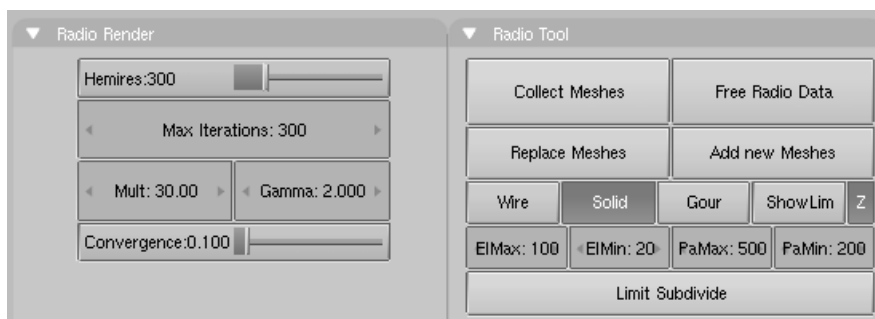 Radio Render
Hemires:300
Max Iterations: 300
Mult: 30.00
Gamma: 2.000
Convergence:0.100
Radio Tool
Collect Meshes
Free Radio Data
Replace Meshes
Add new Meshes
Wire
Solid
Gour
ShowLim
Z
ElMax: 100
ElMin: 20
PaMax: 500
PaMin: 200
Limit Subdivide